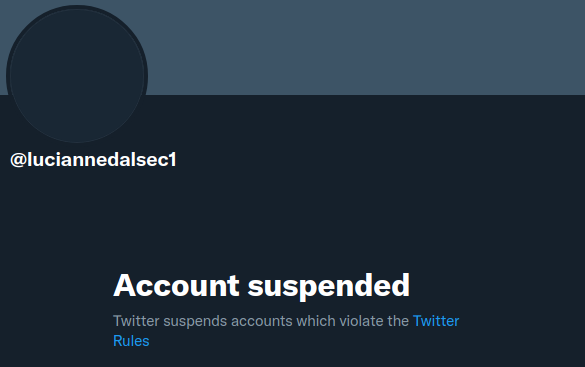 @luciannedalsec1
Account suspended
Twitter suspends accounts which violate the Twitter
Rules